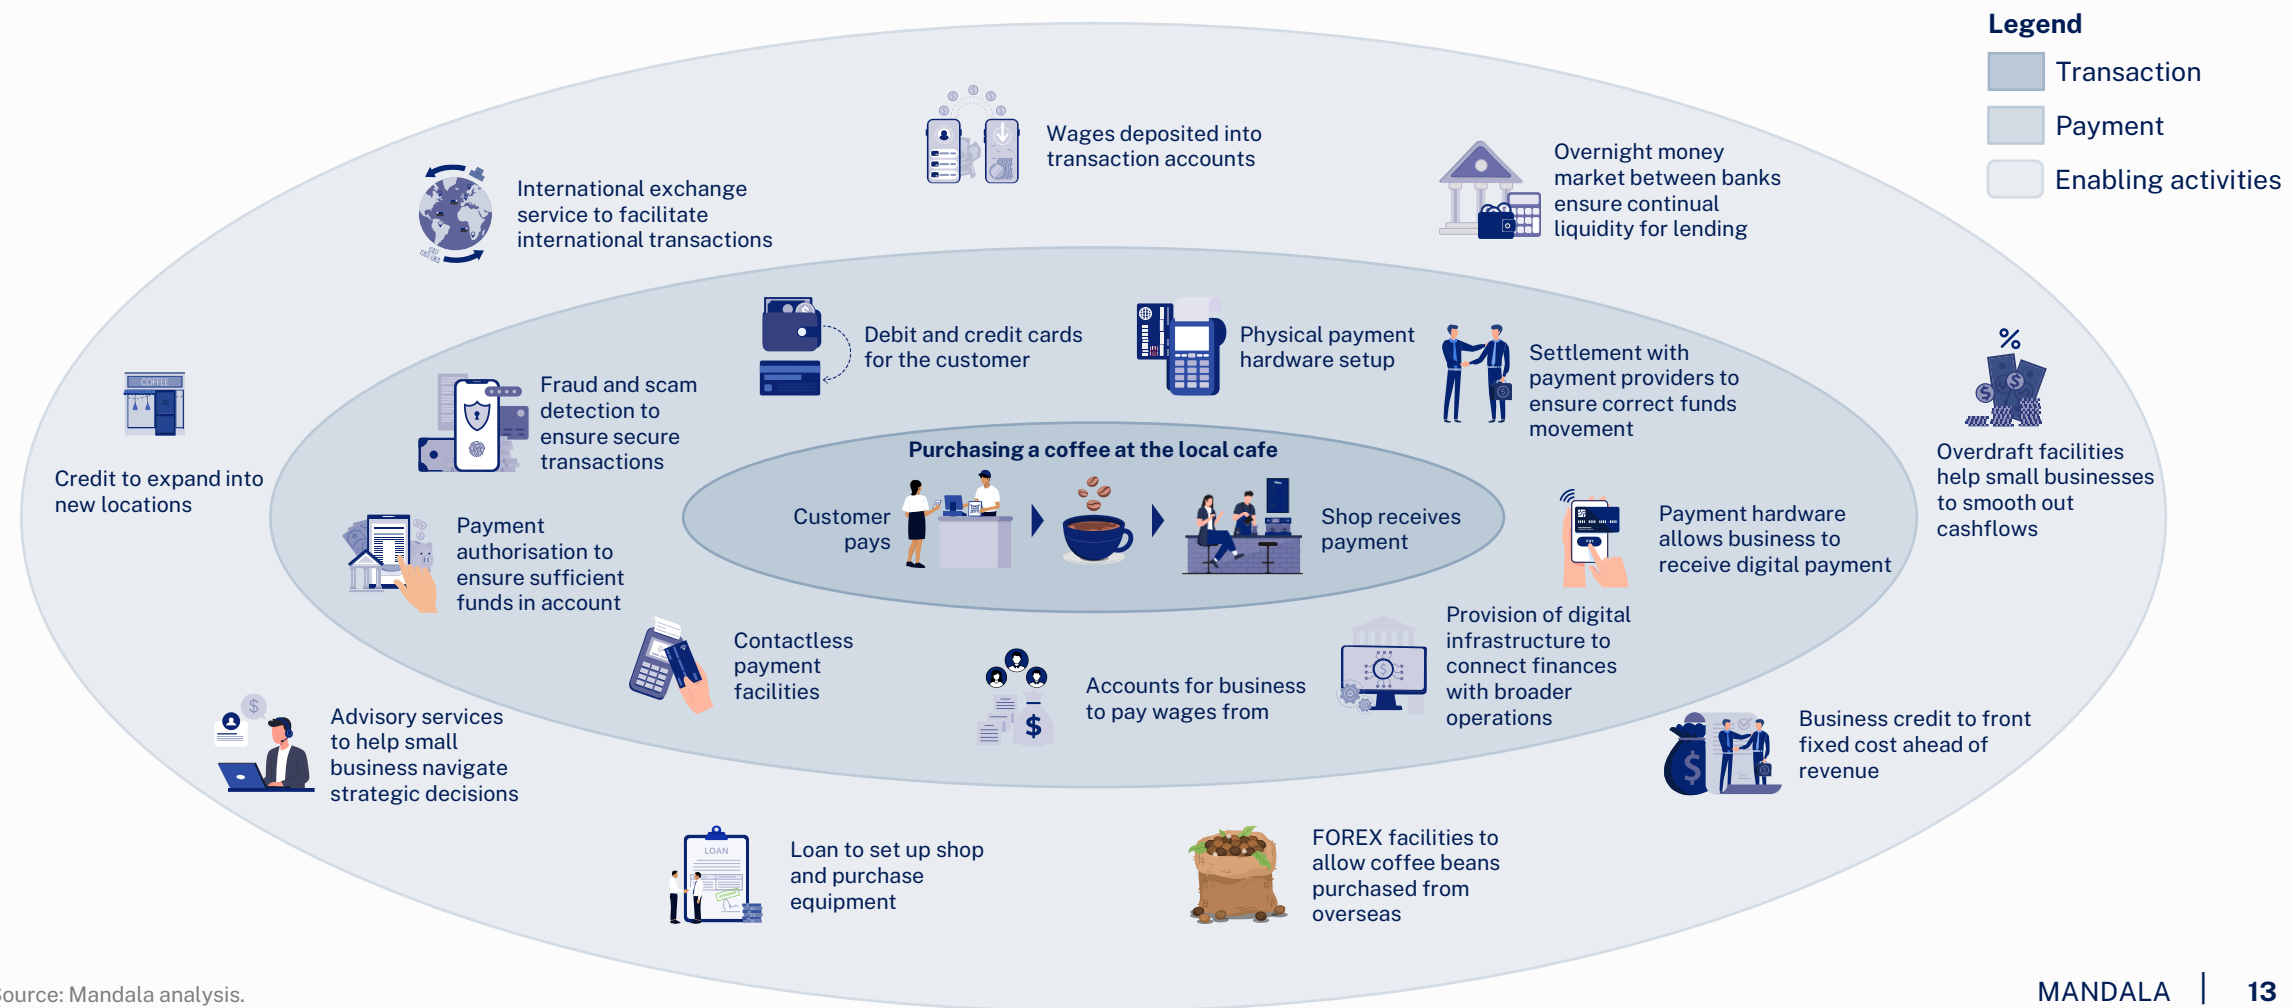 Legend
Transaction
Payment
Enabling activities
Wages deposited into
transaction accounts
Overnight money
market between banks
ensure continual
liquidity for lending
International exchange
service to facilitate
international transactions
Debit and credit cards
for the customer
Physical payment
hardware setup
Settlement with
payment providers to
ensure correct funds
movement
Fraud and scam
detection to
ensure secure
transactions
COFFEE
Credit to expand into
new locations
%
Overdraft facilities
help small businesses
to smooth out
cashflows
Purchasing a coffee at the local cafe
Customer
pays
Shop receives
payment
Payment
authorisation to
ensure sufficient
funds in account
PAY
Payment hardware
allows business to
receive digital payment
Contactless
payment
facilities
$
Accounts for business
to pay wages from
Provision of digital
infrastructure to
connect finances
with broader
operations
$
Advisory services
to help small
business navigate
strategic decisions
$
Business credit to front
fixed cost ahead of
revenue
LOAN
Loan to set up shop
and purchase
equipment
FOREX facilities to
allow coffee beans
purchased from
overseas
Source: Mandala analysis.
MANDALA | 13